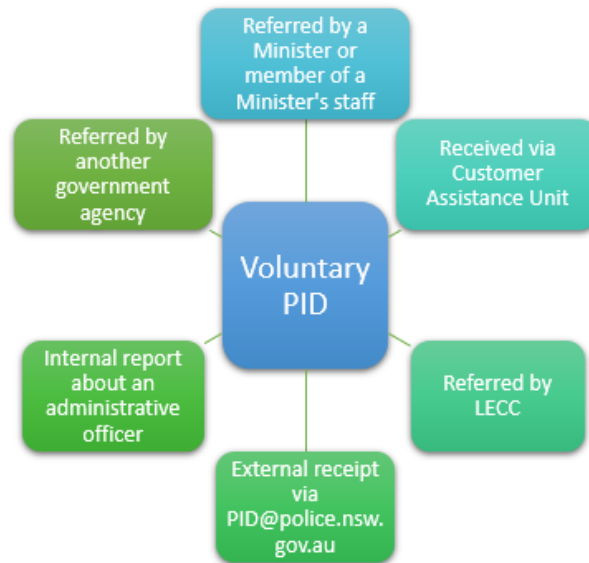 Referred by a
Minister or
member of a
Minister's staff
Referred by
another
government
agency
Received via
Customer
Assistance Unit
Voluntary
PID
Internal report
about an
administrative
officer
Referred by
LECC
External receipt
via
PID@police.nsw.
gov.au